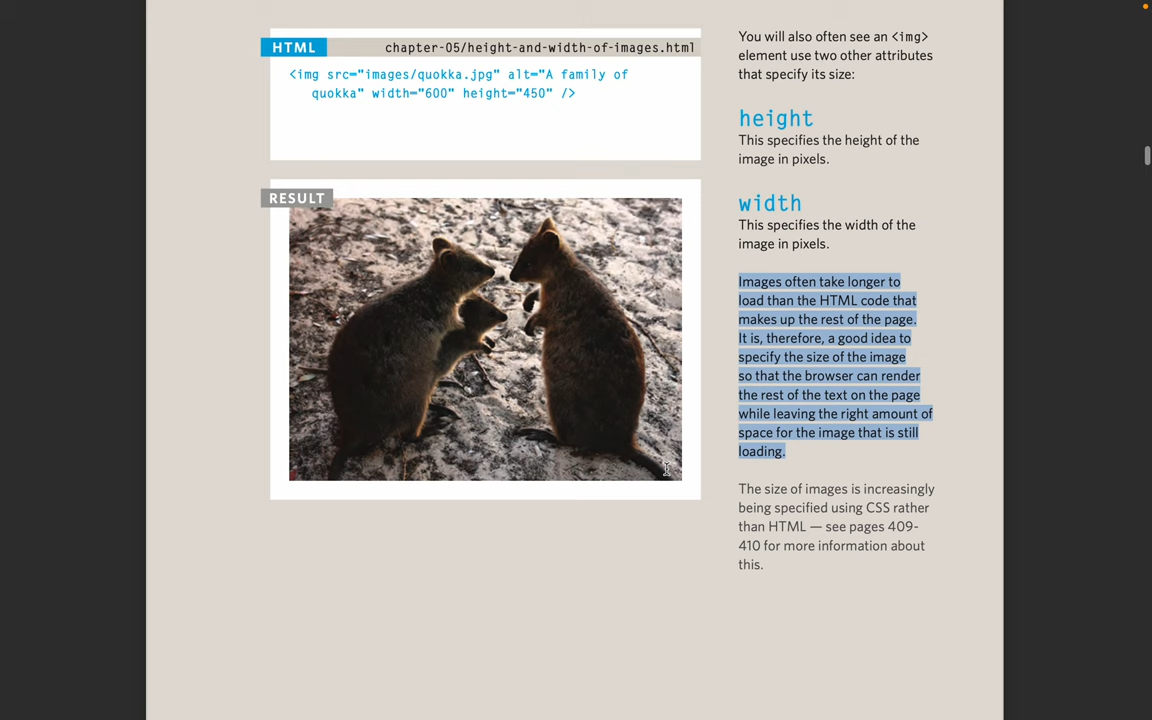 HTML
chapter-05/height-and-width-of-images.html
<img src="images/quokka.jpg" alt="A family of
quokka" width="600" height="450" />
RESULT
You will also often see an <img>
element use two other attributes
that specify its size:
height
This specifies the height of the
image in pixels.
width
This specifies the width of the
image in pixels.
Images often take longer to
load than the HTML code that
makes up the rest of the page.
It is, therefore, a good idea to
specify the size of the image
so that the browser can render
the rest of the text on the page
while leaving the right amount of
space for the image that is still
loading.
The size of images is increasingly
being specified using CSS rather
than HTML — see pages 409-
410 for more information about
this.